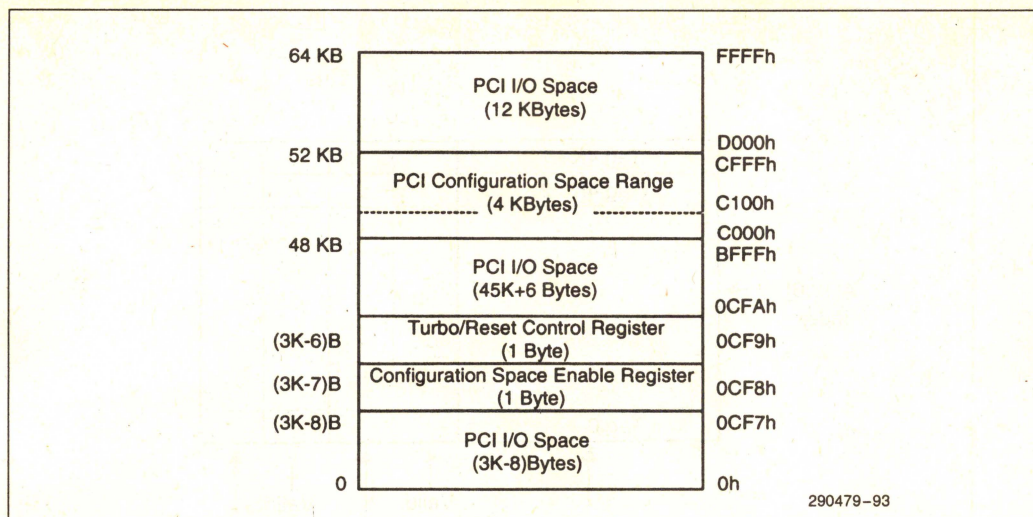 64 KB
FFFFh
PCI I/O Space
(12 KBytes)
D000h
52 KB
CFFFh
PCI Configuration Space Range
(4 KBytes)
C100h
C000h
48 KB
BFFFh
PCI I/O Space
(45K+6 Bytes)
0CFAh
Turbo/Reset Control Register
(1 Byte)
(3K-6)B
0CF9h
Configuration Space Enable Register
(1 Byte)
(3K-7)B
0CF8h
(3K-8)B
0CF7h
PCI I/O Space
(3K-8)Bytes)
0
0h
290479–93